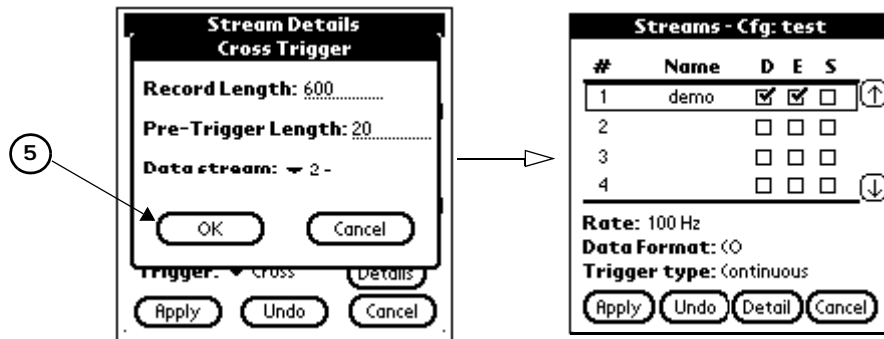 Stream Details
Cross Trigger
Record Length: 600
Pre-Trigger Length: 20
Data stream: 2 -
OK Cancel
Trigger: Cross Details
Apply Undo Cancel
5
Streams - Cfg: test
# Name D E S
1 demo
2
3
4
Rate: 100 Hz
Data Format: CO
Trigger type: Continuous
Apply Undo Detail Cancel